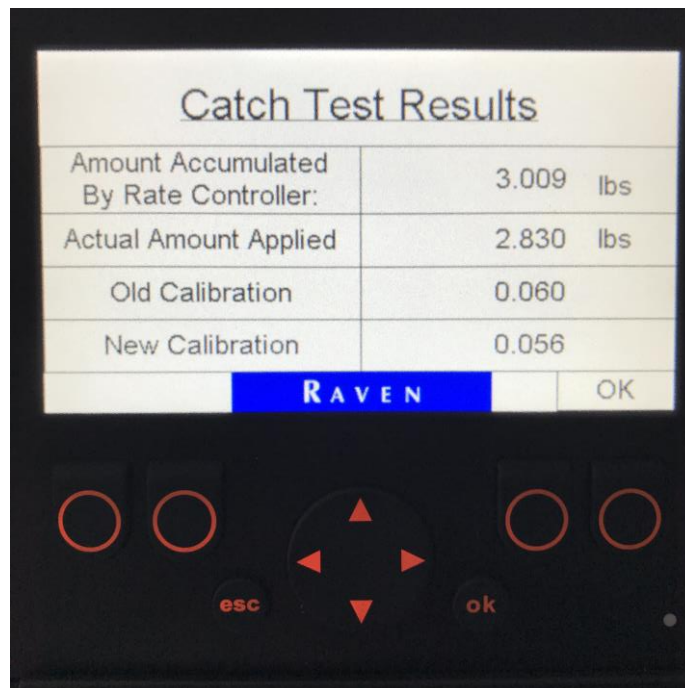 Catch Test Results
Amount Accumulated
By Rate Controller:
3.009 lbs
Actual Amount Applied 2.830 lbs
Old Calibration 0.060
New Calibration 0.056
RAVEN OK
esc ok